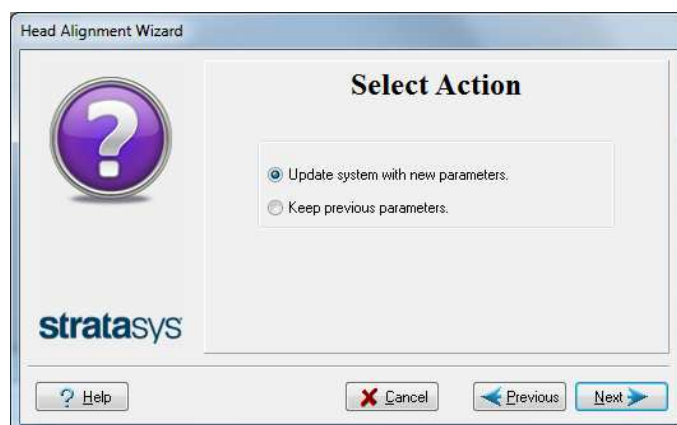 Head Alignment Wizard
Select Action
Update system with new parameters.
Keep previous parameters.
stratasys
? Help
Cancel
Previous
Next